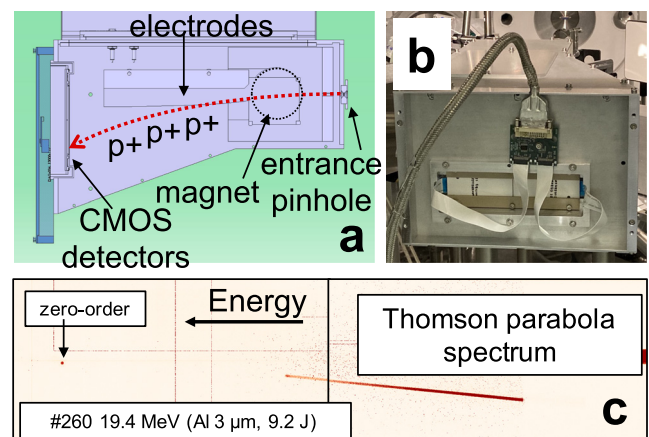 electrodes
p+ p+ p+
magnet
entrance
pinhole
CMOS
detectors
a
b
zero-order
Energy
Thomson parabola
spectrum
#260 19.4 MeV (Al 3 μm, 9.2 J)
c